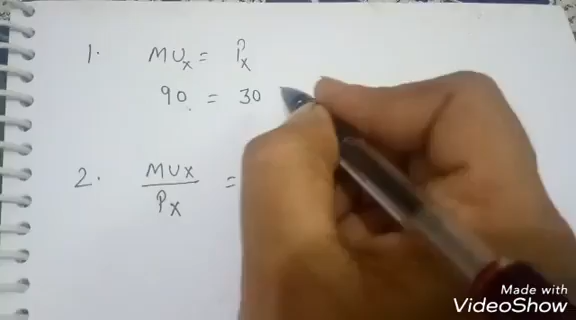 1. MUx = Px
90 = 30
2. MUx =
Px
Made with
VideoShow